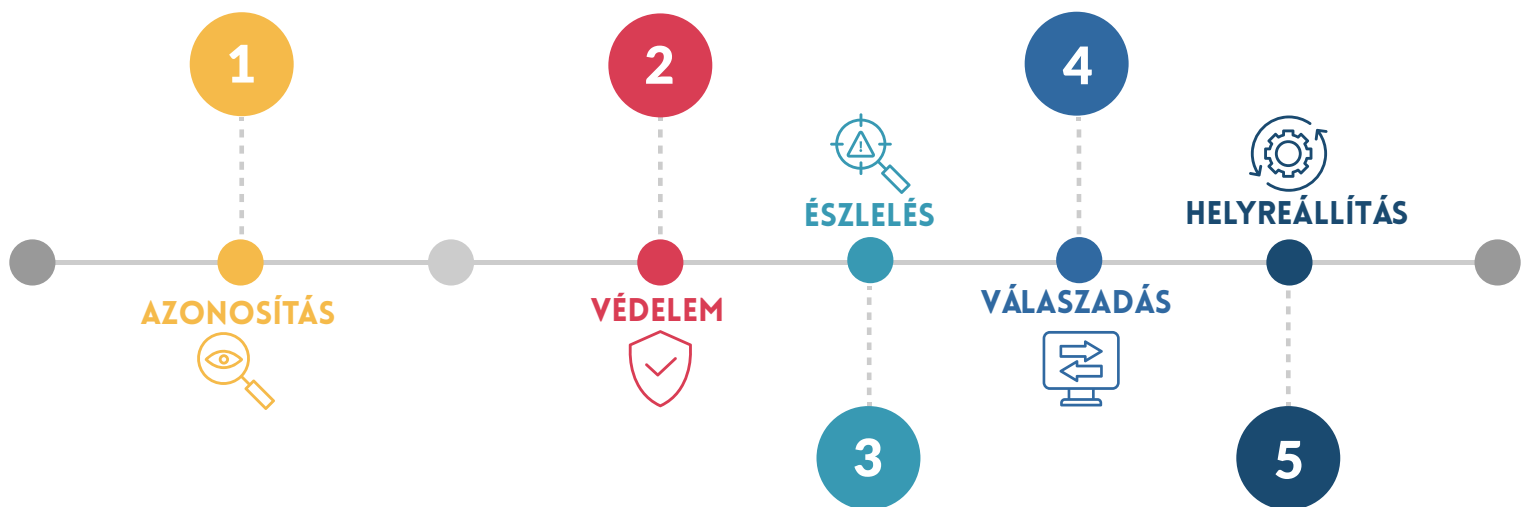 1
AZONOSÍTÁS
2
VÉDELEM
ÉSZLELÉS
3
4
VÁLASZADÁS
HELYREÁLLÍTÁS
5